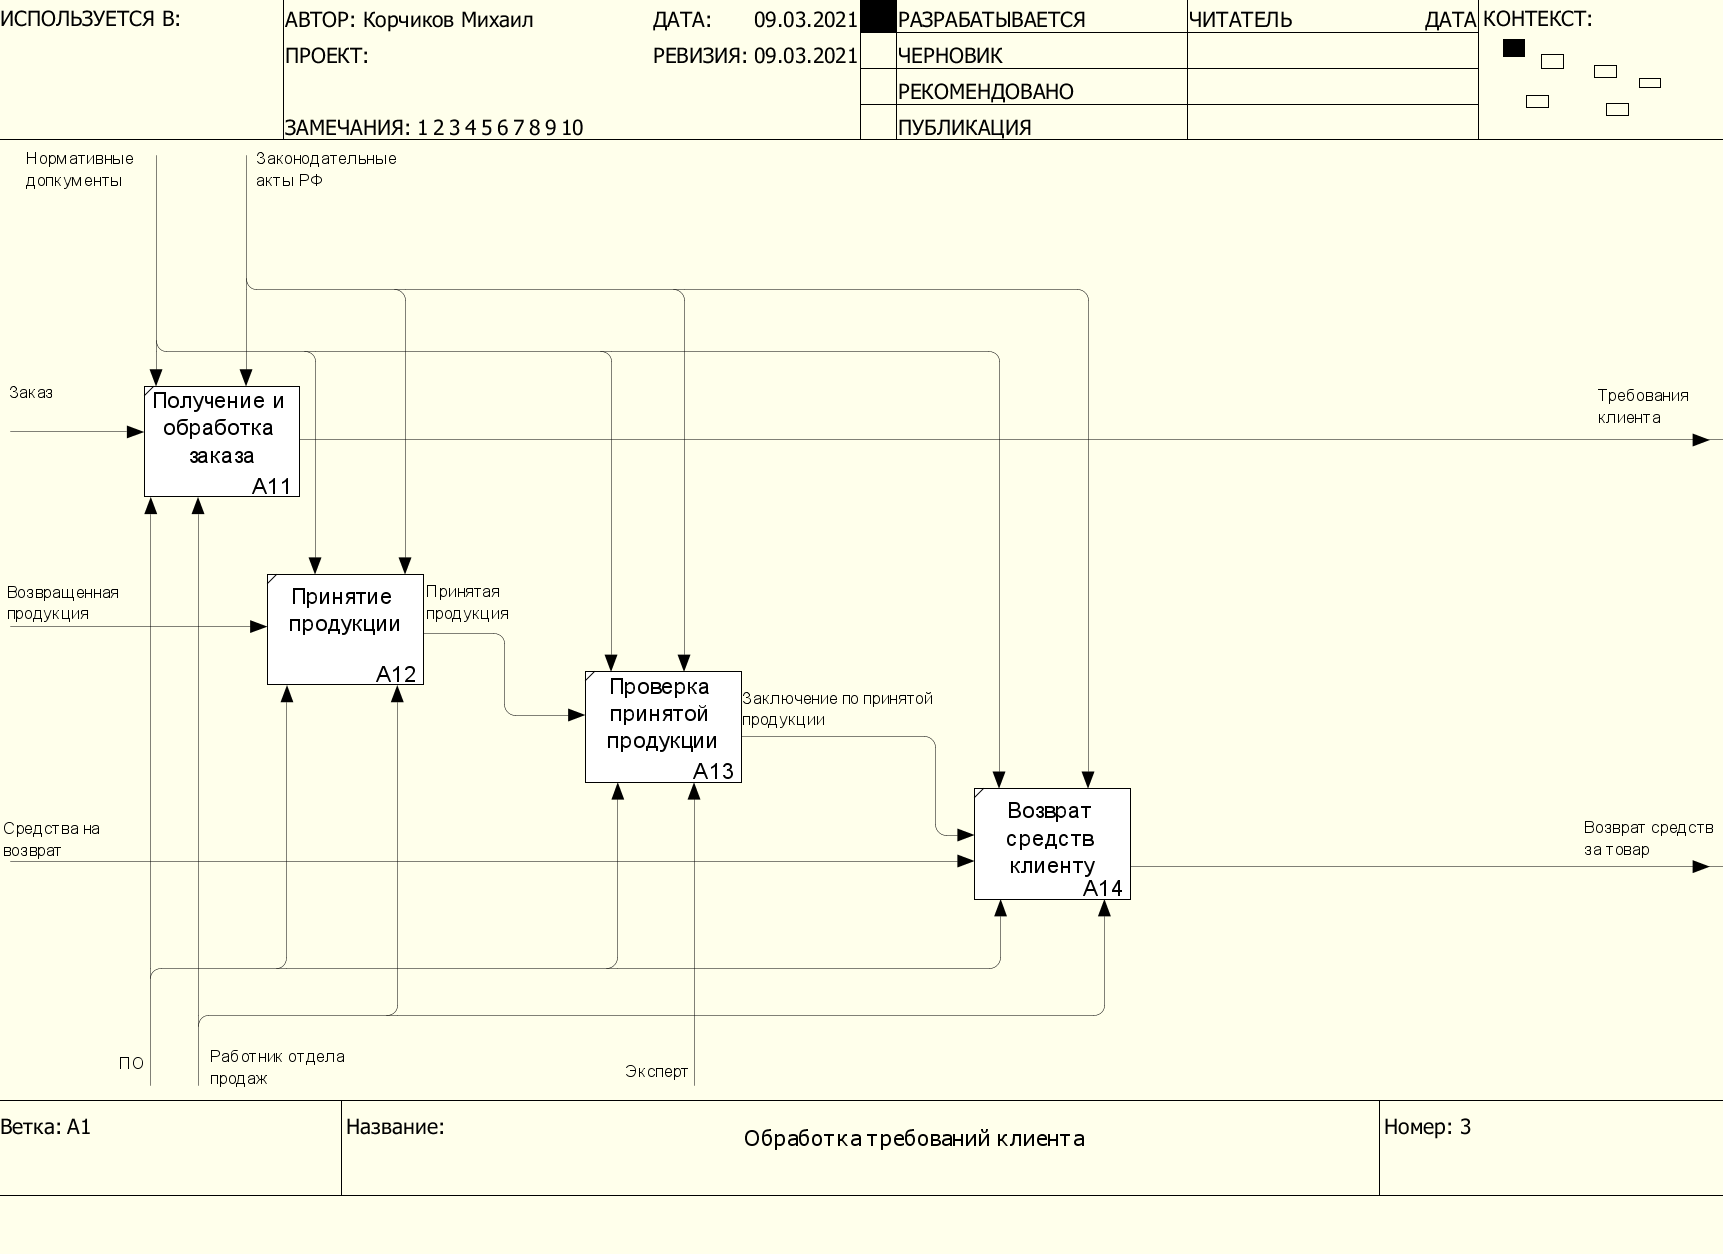 ИСПОЛЬЗУЕТСЯ В:
АВТОР: Корчиков Михаил
ДАТА: 09.03.2021
РАЗРАБАТЫВАЕТСЯ
ЧИТАТЕЛЬ
ДАТА
КОНТЕКСТ:
ПРОЕКТ:
РЕВИЗИЯ: 09.03.2021
ЧЕРНОВИК
РЕКОМЕНДОВАНО
ЗАМЕЧАНИЯ: 1 2 3 4 5 6 7 8 9 10
ПУБЛИКАЦИЯ
Нормативные
допкументы
Законодательные
акты РФ
Заказ
Получение и
обработка
заказа
A11
Требования
клиента
Возвращенная
продукция
Принятие
продукции
A12
Принятая
продукция
Проверка
принятой
продукции
A13
Заключение по принятой
продукции
Средства на
возврат
Возврат
средств
клиенту
A14
Возврат средств
за товар
ПО
Работник отдела
продаж
Эксперт
Ветка: A1
Название:
Обработка требований клиента
Номер: 3